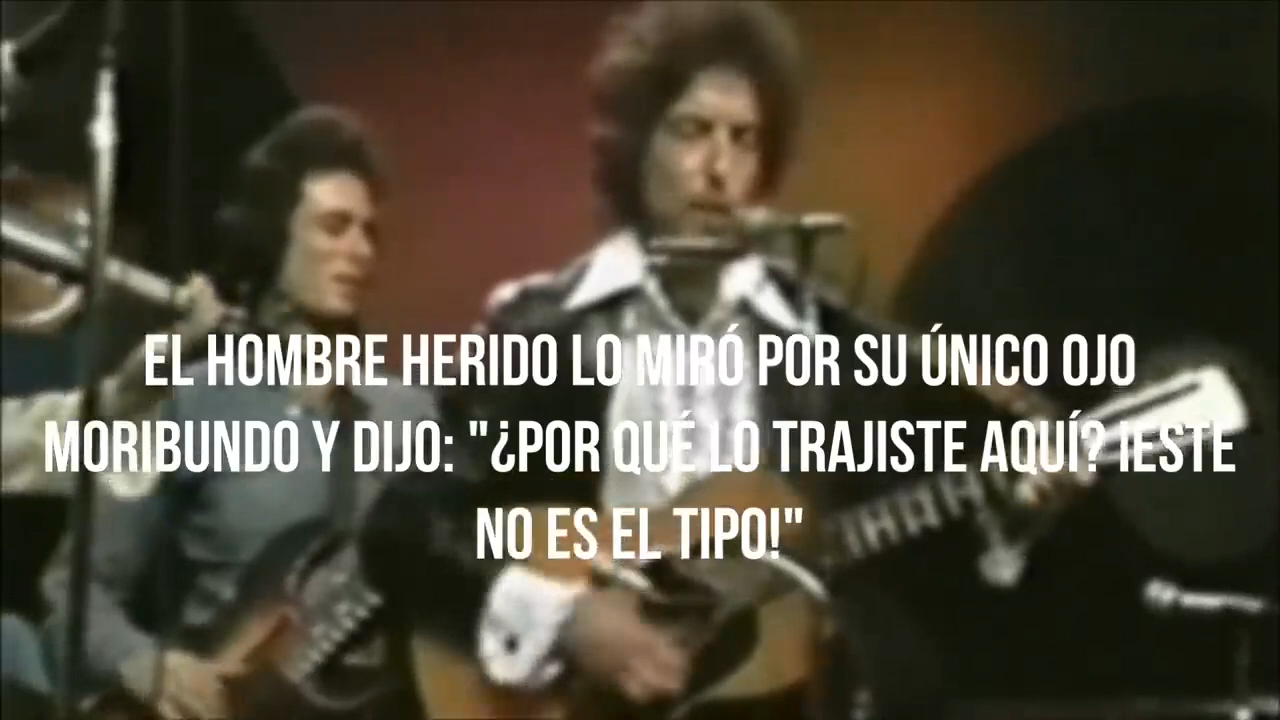 EL HOMBRE HERIDO LO MIRÓ POR SU ÚNICO OJO
MORIBUNDO Y DIJO: "¿POR QUÉ LO TRAJISTE AQUÍ? ¡ESTE
NO ES EL TIPO!"